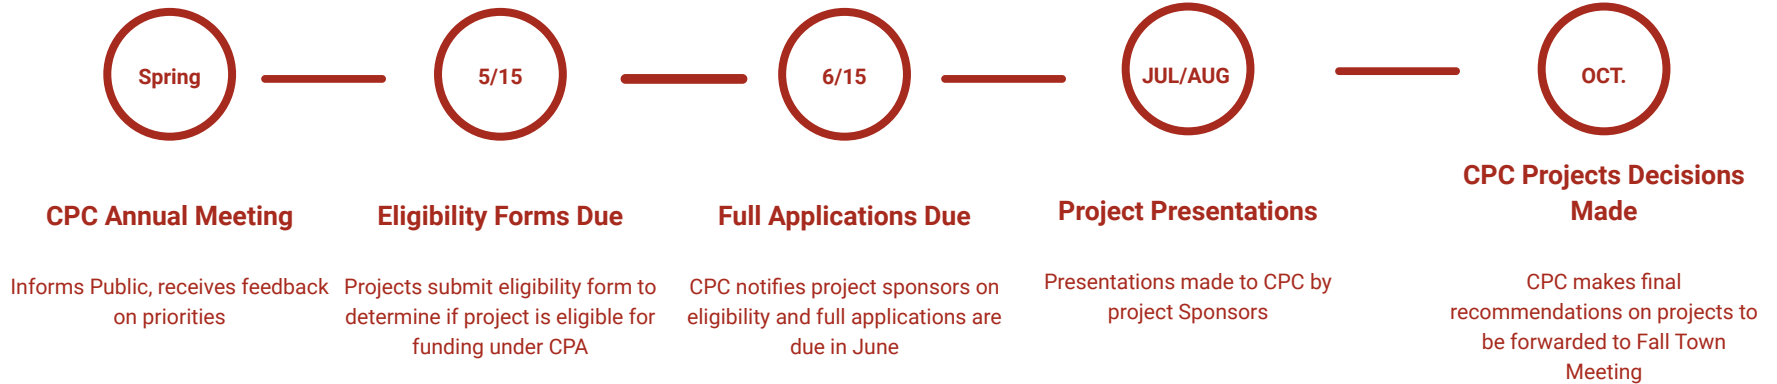 Spring
5/15
6/15
JUL/AUG
OCT.
CPC Annual Meeting
Informs Public, receives feedback
on priorities
Eligibility Forms Due
Projects submit eligibility form to
determine if project is eligible for
funding under CPA
Full Applications Due
CPC notifies project sponsors on
eligibility and full applications are
due in June
Project Presentations
Presentations made to CPC by
project Sponsors
CPC Projects Decisions
Made
CPC makes final
recommendations on projects to
be forwarded to Fall Town
Meeting